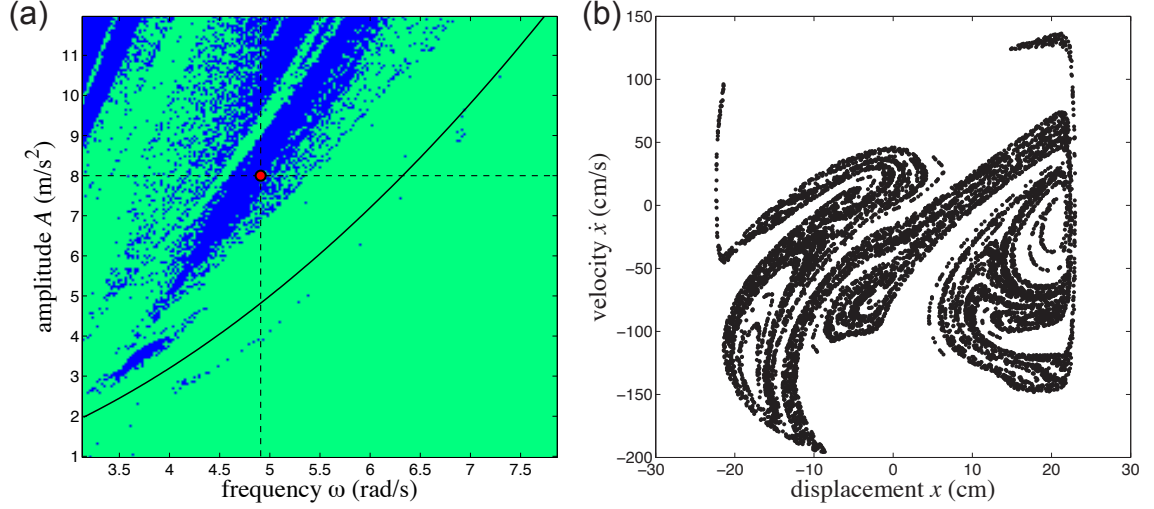 (a)
amplitude A (m/s²)
11
10
9
8
7
6
5
4
3
2
1
3.5 4 4.5 5 5.5 6 6.5 7 7.5
frequency ω (rad/s)
(b)
velocity ẋ (cm/s)
150
100
50
0
−50
−100
−150
−200
−30 −20 −10 0 10 20 30
displacement x (cm)